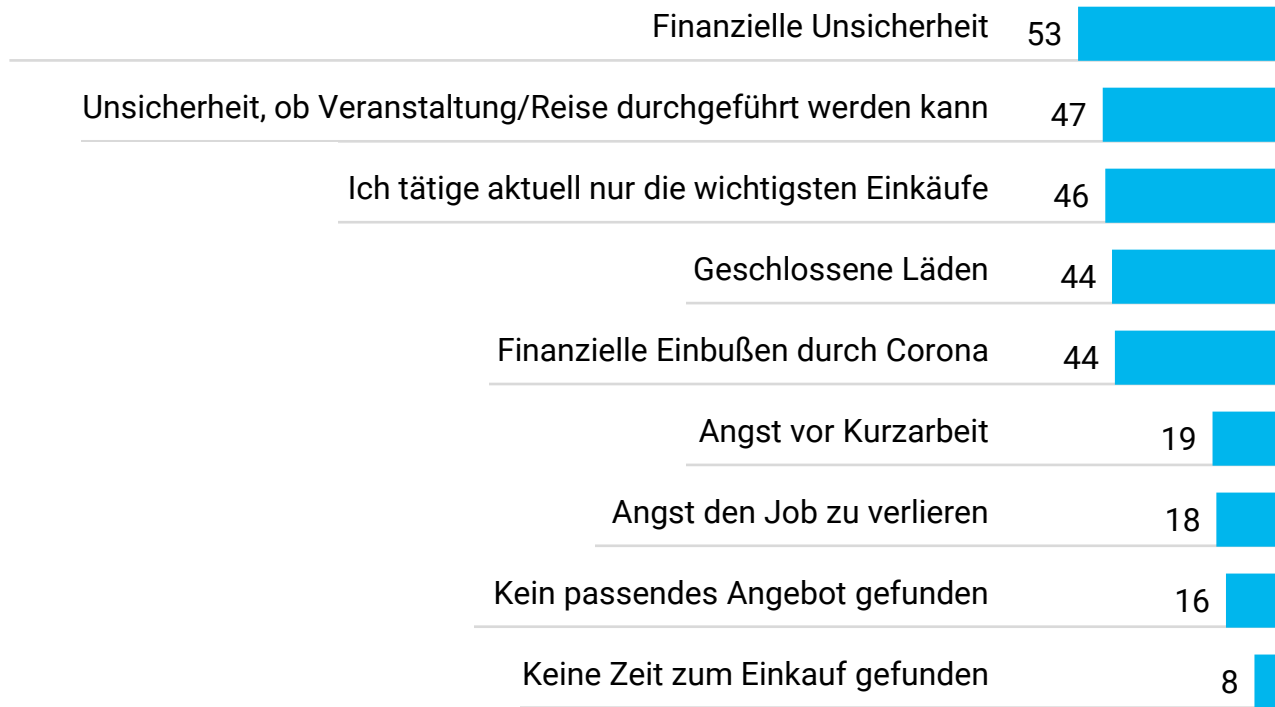 Finanzielle Unsicherheit 53
Unsicherheit, ob Veranstaltung/Reise durchgeführt werden kann 47
Ich tätige aktuell nur die wichtigsten Einkäufe 46
Geschlossene Läden 44
Finanzielle Einbußen durch Corona 44
Angst vor Kurzarbeit 19
Angst den Job zu verlieren 18
Kein passendes Angebot gefunden 16
Keine Zeit zum Einkauf gefunden 8